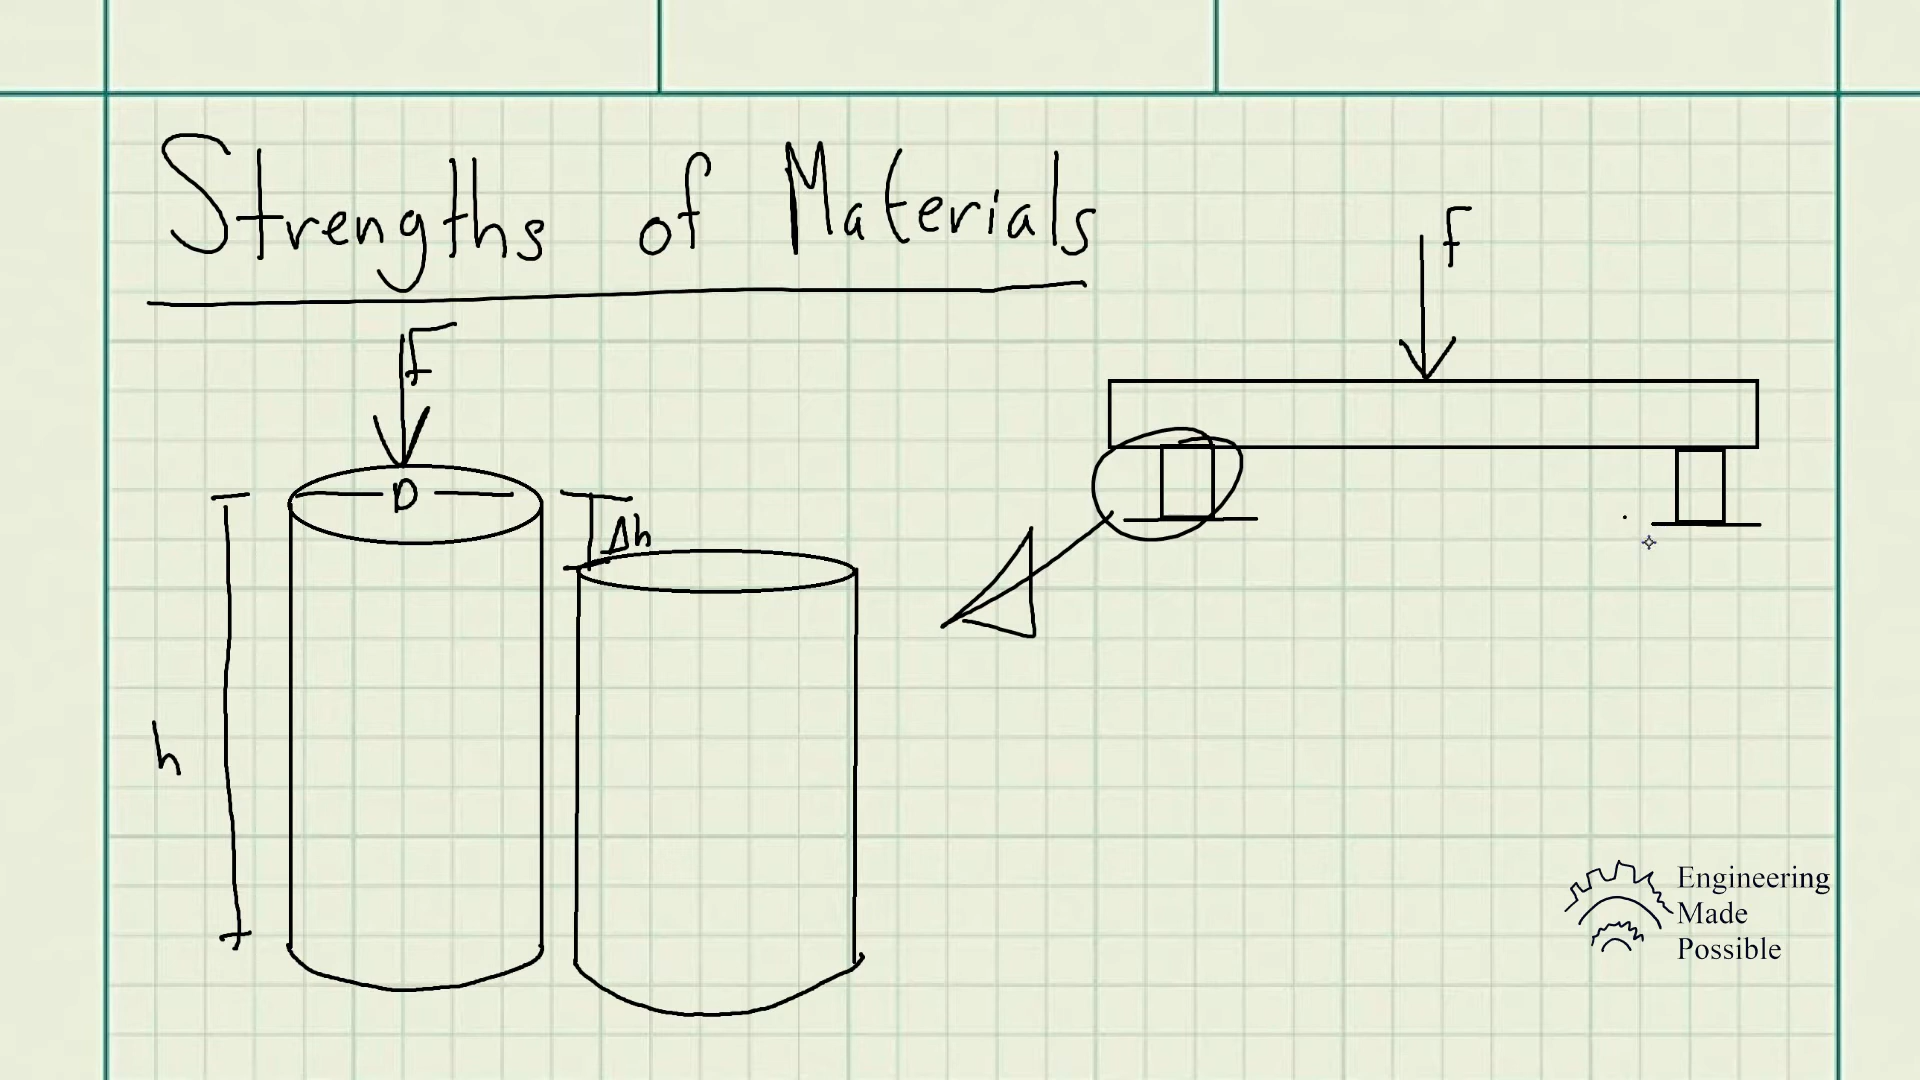 Strengths of Materials
F
F
D
Δh
h
Engineering
Made
Possible